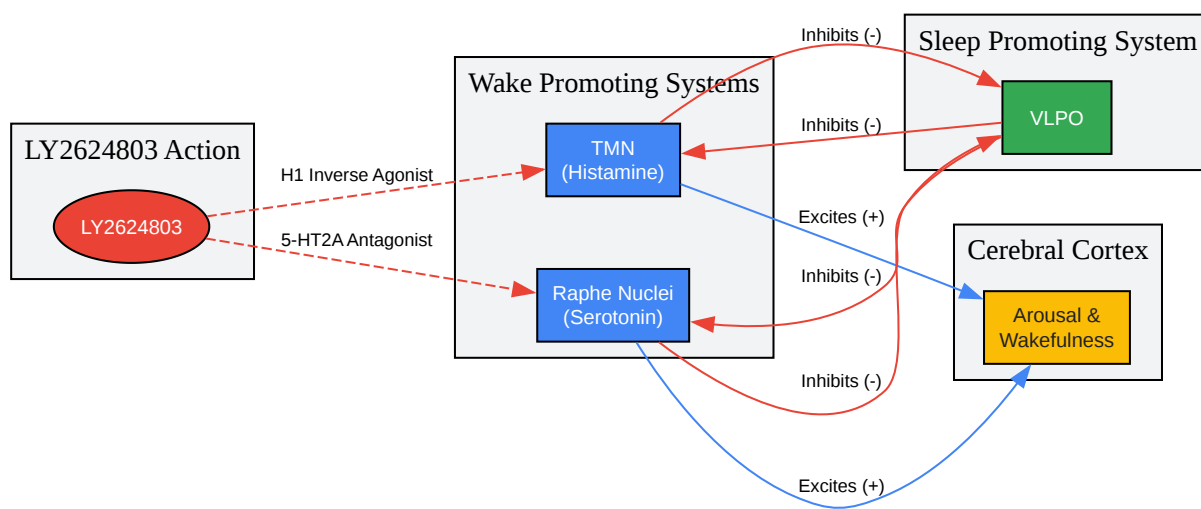 LY2624803 Action
LY2624803
H1 Inverse Agonist
5-HT2A Antagonist
Wake Promoting Systems
TMN
(Histamine)
Raphe Nuclei
(Serotonin)
Inhibits (-)
Inhibits (-)
Excites (+)
Inhibits (-)
Inhibits (-)
Excites (+)
Sleep Promoting System
VLPO
Cerebral Cortex
Arousal &
Wakefulness